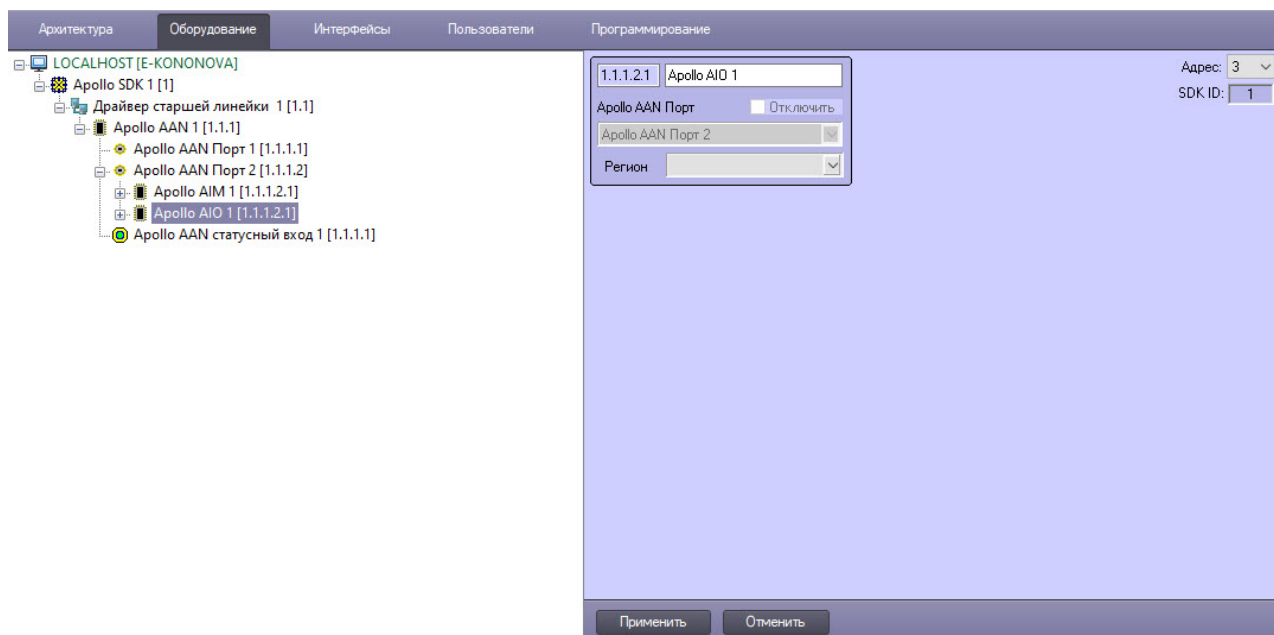 Архитектура Оборудование Интерфейсы Пользователи Программирование
LOCALHOST [E-KONONOVA]
Apollo SDK 1 [1]
Драйвер старшей линейки 1 [1.1]
Apollo AAN 1 [1.1.1]
Apollo AAN Порт 1 [1.1.1.1]
Apollo AAN Порт 2 [1.1.1.2]
Apollo AIM 1 [1.1.1.2.1]
Apollo AIO 1 [1.1.1.2.1]
Apollo AAN статусный вход 1 [1.1.1.1]
1.1.1.2.1 Apollo AIO 1
Apollo AAN Порт Отключить
Apollo AAN Порт 2
Регион
Адрес: 3
SDK ID: 1
Применить Отменить